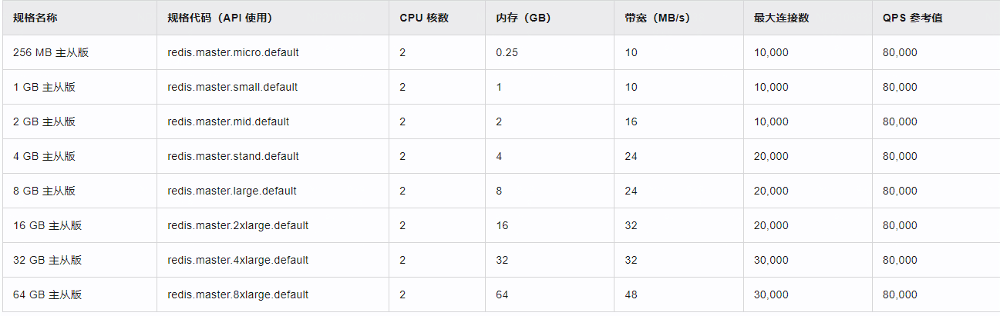 规格名称 规格代码（API 使用） CPU 核数 内存（GB） 带宽（MB/s） 最大连接数 QPS 参考值
256 MB 主从版 redis.master.micro.default 2 0.25 10 10,000 80,000
1 GB 主从版 redis.master.small.default 2 1 10 10,000 80,000
2 GB 主从版 redis.master.mid.default 2 2 16 10,000 80,000
4 GB 主从版 redis.master.stand.default 2 4 24 20,000 80,000
8 GB 主从版 redis.master.large.default 2 8 24 20,000 80,000
16 GB 主从版 redis.master.2xlarge.default 2 16 32 20,000 80,000
32 GB 主从版 redis.master.4xlarge.default 2 32 32 30,000 80,000
64 GB 主从版 redis.master.8xlarge.default 2 64 48 30,000 80,000